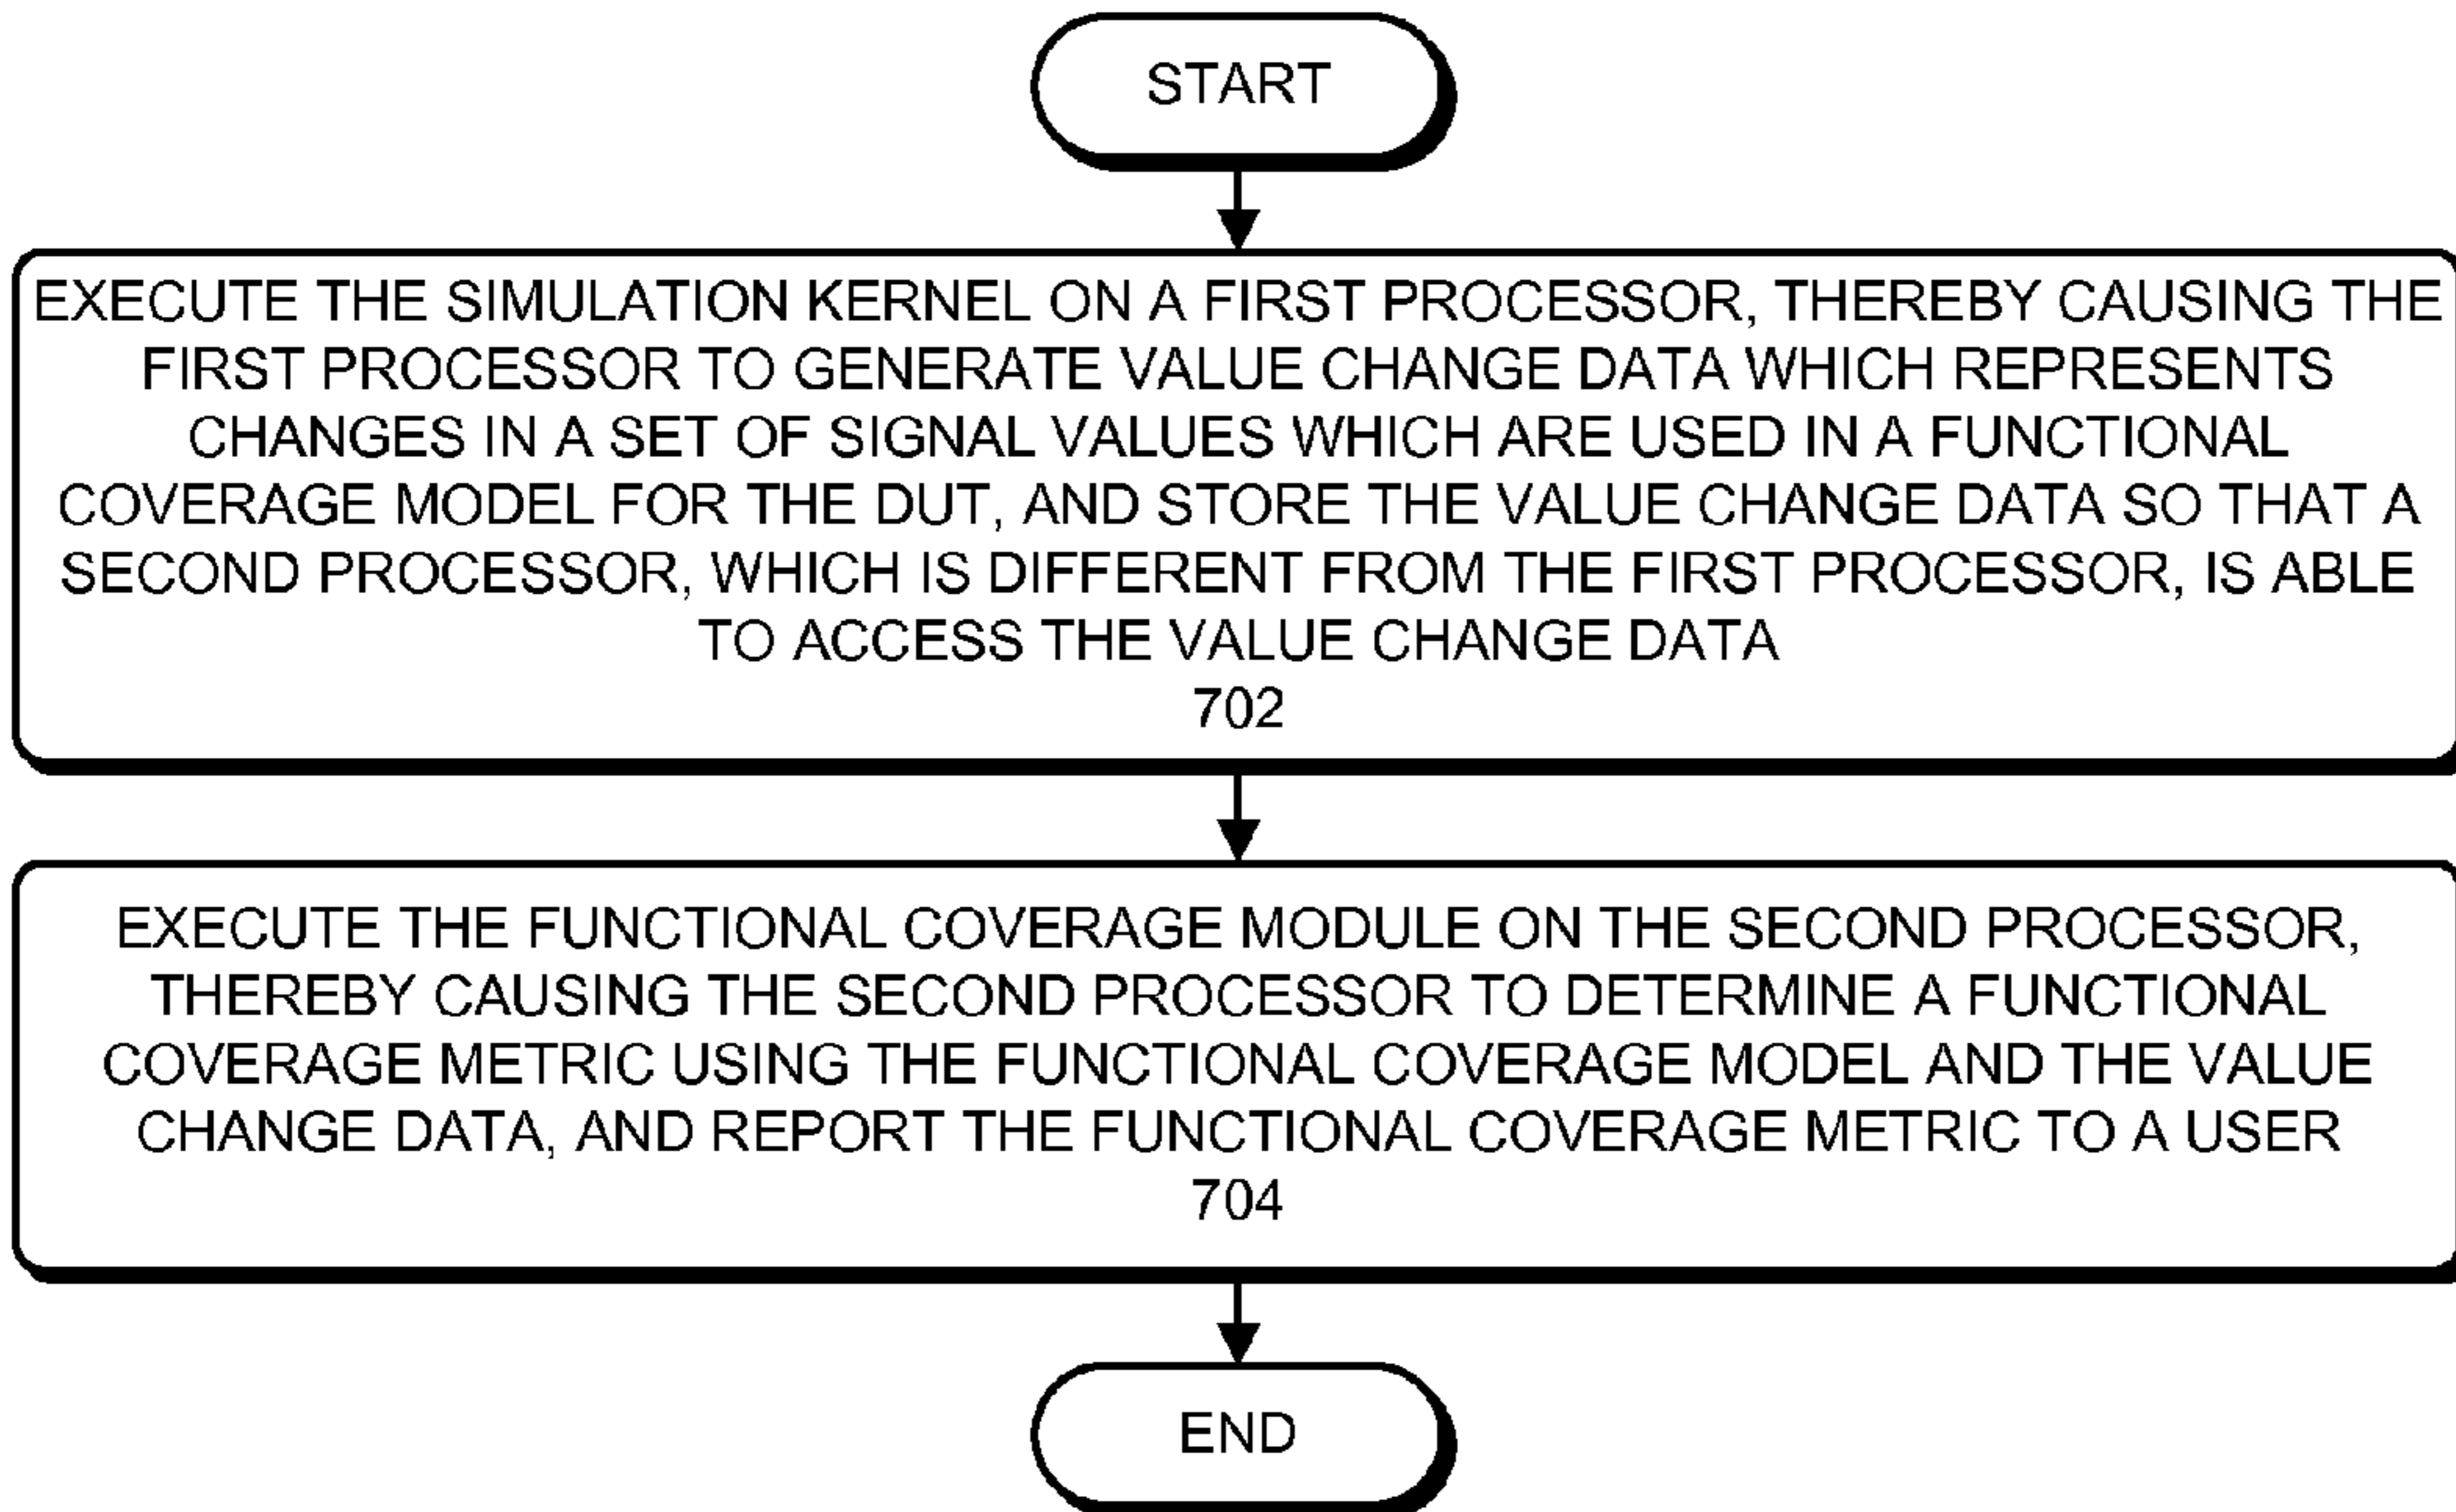 START
EXECUTE THE SIMULATION KERNEL ON A FIRST PROCESSOR, THEREBY CAUSING THE
FIRST PROCESSOR TO GENERATE VALUE CHANGE DATA WHICH REPRESENTS
CHANGES IN A SET OF SIGNAL VALUES WHICH ARE USED IN A FUNCTIONAL
COVERAGE MODEL FOR THE DUT, AND STORE THE VALUE CHANGE DATA SO THAT A
SECOND PROCESSOR, WHICH IS DIFFERENT FROM THE FIRST PROCESSOR, IS ABLE
TO ACCESS THE VALUE CHANGE DATA
702
EXECUTE THE FUNCTIONAL COVERAGE MODULE ON THE SECOND PROCESSOR,
THEREBY CAUSING THE SECOND PROCESSOR TO DETERMINE A FUNCTIONAL
COVERAGE METRIC USING THE FUNCTIONAL COVERAGE MODEL AND THE VALUE
CHANGE DATA, AND REPORT THE FUNCTIONAL COVERAGE METRIC TO A USER
704
END